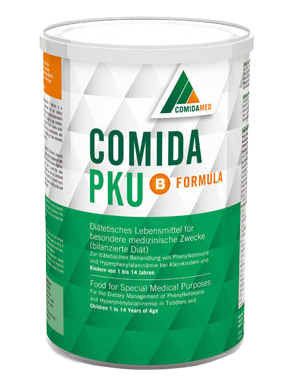 COMIDAMED
COMIDA
PKU B FORMULA
Diätetisches Lebensmittel für
besondere medizinische Zwecke
(bilanzierte Diät)
Zur diätetischen Behandlung von Phenylketonurie
und Hyperphenylalaninämie bei Kleinkindern und
Kindern von 1 bis 14 Jahren
Food for Special Medical Purposes
For the Dietary Management of Phenylketonuria
and Hyperphenylalaninemia in Toddlers and
Children 1 to 14 Years of Age